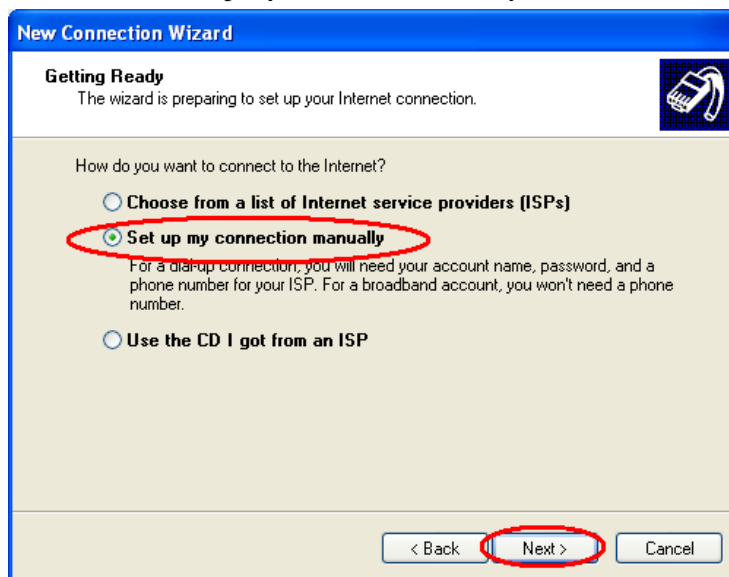 New Connection Wizard
Getting Ready
The wizard is preparing to set up your Internet connection.
How do you want to connect to the Internet?
Choose from a list of Internet service providers (ISPs)
Set up my connection manually
For a dial-up connection, you will need your account name, password, and a
phone number for your ISP. For a broadband account, you won't need a phone
number.
Use the CD I got from an ISP
< Back Next > Cancel